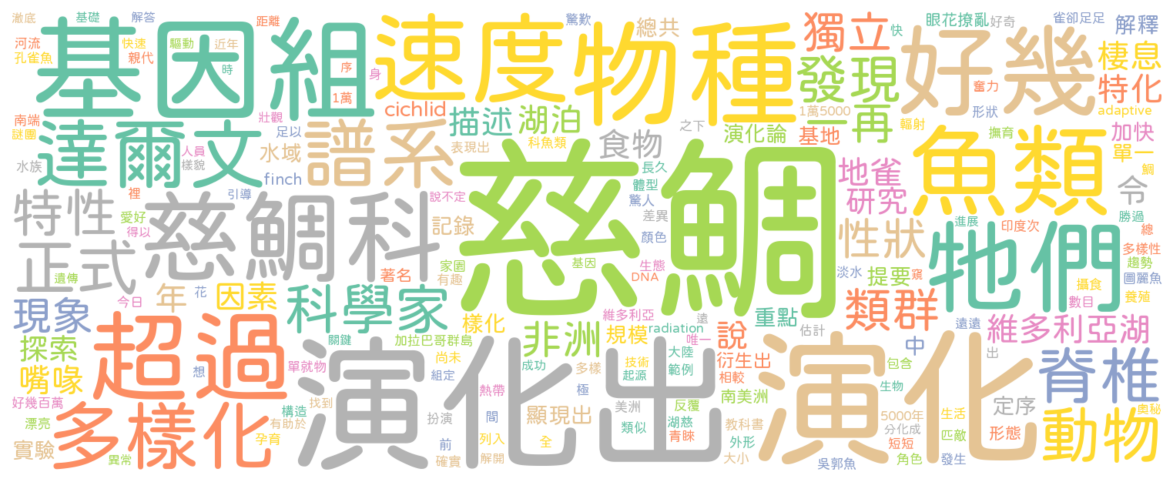 慈鯛
演化出
演化
基因組
速度
物種
好幾
達爾文
譜系
一再
魚類
牠們
慈鯛科
超過
多樣化
脊椎
動物
科學家
特性
正式
獨立
發現
棲息
特化
解釋
描述
湖泊
cichlid
食物
地雀
研究
性狀
類群
維多利亞湖
現象
年
因素
探索
嘴喙
非洲
說
令
總共
演化論
基地
加快
單一
眼花撩亂
好奇
雀卻足足
快
奮力
形狀
adaptive
輻射
1萬5000
撫育
鯛
勝過
總
多樣性
趨勢
圖麗魚
養殖
攝食
數目
印度次
進展
窺
提要
淡水
重點
中
遠遠
出
衍生出
相較
南美洲
估計
包含
生物
定序
形態
5000年
分化成
短短
角色
生活
匹敵
發生
奧秘
吳郭魚
教科書
外形
大小
反覆
青睞
湖慈
美洲
類似
範例
大陸
起源
技術
唯一
radiation
規模
維多利亞
遠
DNA
生態
基因
顏色
差異
驚人
體型
長久
之下
科魚類
表現出
驚歎
距離
澈底
基礎
解答
河流
孔雀魚
快速
親代
驅動
近年
時
序
身
1萬
壯觀
南端
謎團
人員
樣貌
水族
裡
引導
足以
finch
水域
愛好
得以
說不定
記錄
家園
有趣
著名
樣化
遺傳
今日
花
加拉巴哥群島
關鍵
尚未
組定
成功
多樣
熱帶
極
間
顯現出
扮演
列入
全
前
確實
解開
找到
有助於
構造
單就物
想
孕育
好幾百萬
漂亮
實驗
異常